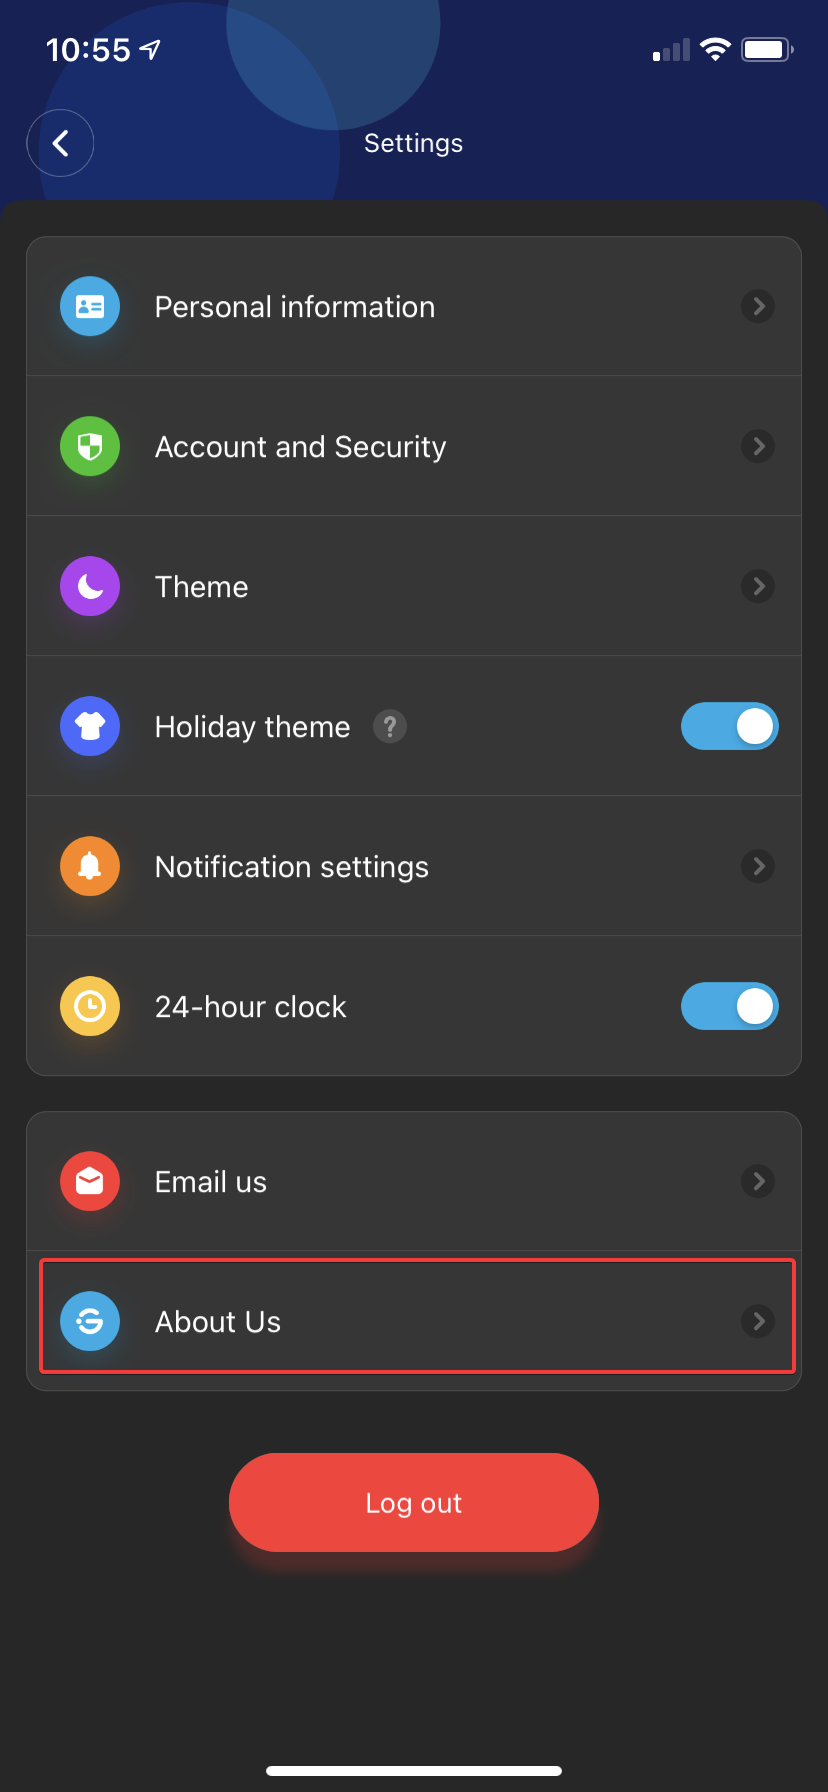 10:55
Settings
Personal information
Account and Security
Theme
Holiday theme ?
Notification settings
24-hour clock
Email us
About Us
Log out